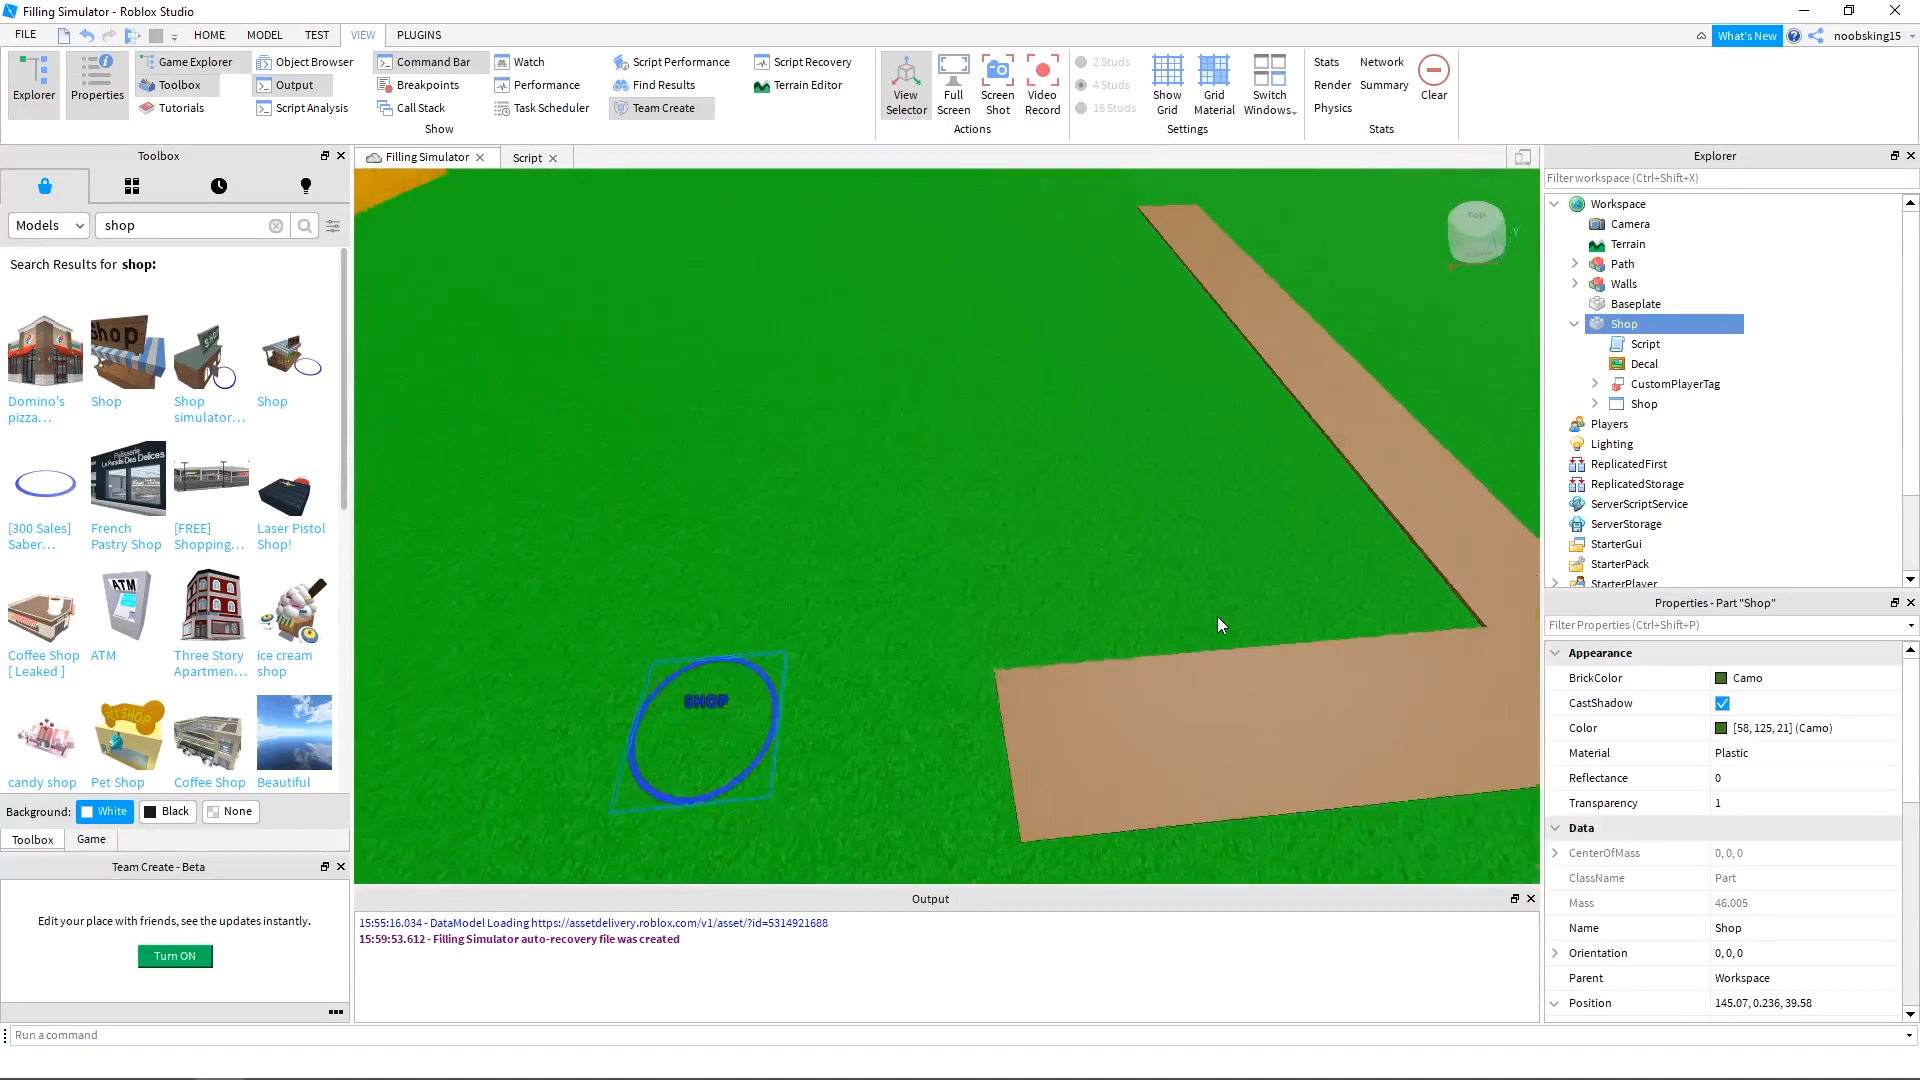 Filling Simulator - Roblox Studio
FILE HOME MODEL TEST VIEW PLUGINS
What's New noobsking15
Explorer
Properties
Game Explorer
Toolbox
Tutorials
Object Browser
Output
Script Analysis
Command Bar
Breakpoints
Call Stack
Watch
Performance
Task Scheduler
Script Performance
Find Results
Team Create
Script Recovery
Terrain Editor
Show
View Selector
Full Screen
Screen Shot
Video Record
Actions
2 Studs
4 Studs
16 Studs
Show Grid
Grid Material
Switch Windows
Settings
Stats
Render
Physics
Network
Summary
Clear
Stats
Toolbox
Models
shop
Search Results for shop:
Shop
Domino's pizza...
Shop
Shop simulator...
Shop
[300 Sales] Saber...
Patisserie
La Paradis Des Delices
French Pastry Shop
[FREE] Shopping...
Laser Pistol Shop!
Coffee Shop [ Leaked ]
ATM
ATM
Three Story Apartmen...
ice cream shop
candy shop
PET SHOP
Pet Shop
Coffee Shop
Beautiful
Background: White Black None
Toolbox Game
Team Create - Beta
Edit your place with friends, see the updates instantly.
Turn ON
Filling Simulator
Script
Top
SHOP
Output
15:55:16.034 - DataModel Loading https://assetdelivery.roblox.com/v1/asset/?id=5314921688
15:59:53.612 - Filling Simulator auto-recovery file was created
Explorer
Filter workspace (Ctrl+Shift+X)
Workspace
Camera
Terrain
Path
Walls
Baseplate
Shop
Script
Decal
CustomPlayerTag
Shop
Players
Lighting
ReplicatedFirst
ReplicatedStorage
ServerScriptService
ServerStorage
StarterGui
StarterPack
StarterPlayer
Properties - Part "Shop"
Filter Properties (Ctrl+Shift+P)
Appearance
BrickColor Camo
CastShadow
Color [58, 125, 21] (Camo)
Material Plastic
Reflectance 0
Transparency 1
Data
CenterOfMass 0, 0, 0
ClassName Part
Mass 46.005
Name Shop
Orientation 0, 0, 0
Parent Workspace
Position 145.07, 0.236, 39.58
Run a command